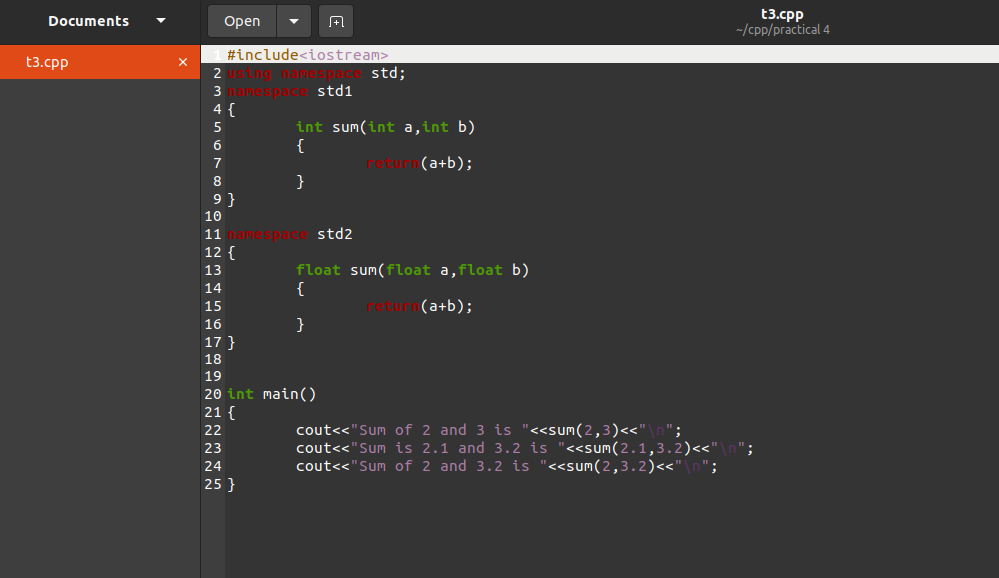 Documents
Open
t3.cpp
~/cpp/practical 4
t3.cpp ×
1 #include<iostream>
2 using namespace std;
3 namespace std1
4 {
5 int sum(int a,int b)
6 {
7 return(a+b);
8 }
9 }
10
11 namespace std2
12 {
13 float sum(float a,float b)
14 {
15 return(a+b);
16 }
17 }
18
19
20 int main()
21 {
22 cout<<"Sum of 2 and 3 is "<<sum(2,3)<<"\n";
23 cout<<"Sum is 2.1 and 3.2 is "<<sum(2.1,3.2)<<"\n";
24 cout<<"Sum of 2 and 3.2 is "<<sum(2,3.2)<<"\n";
25 }